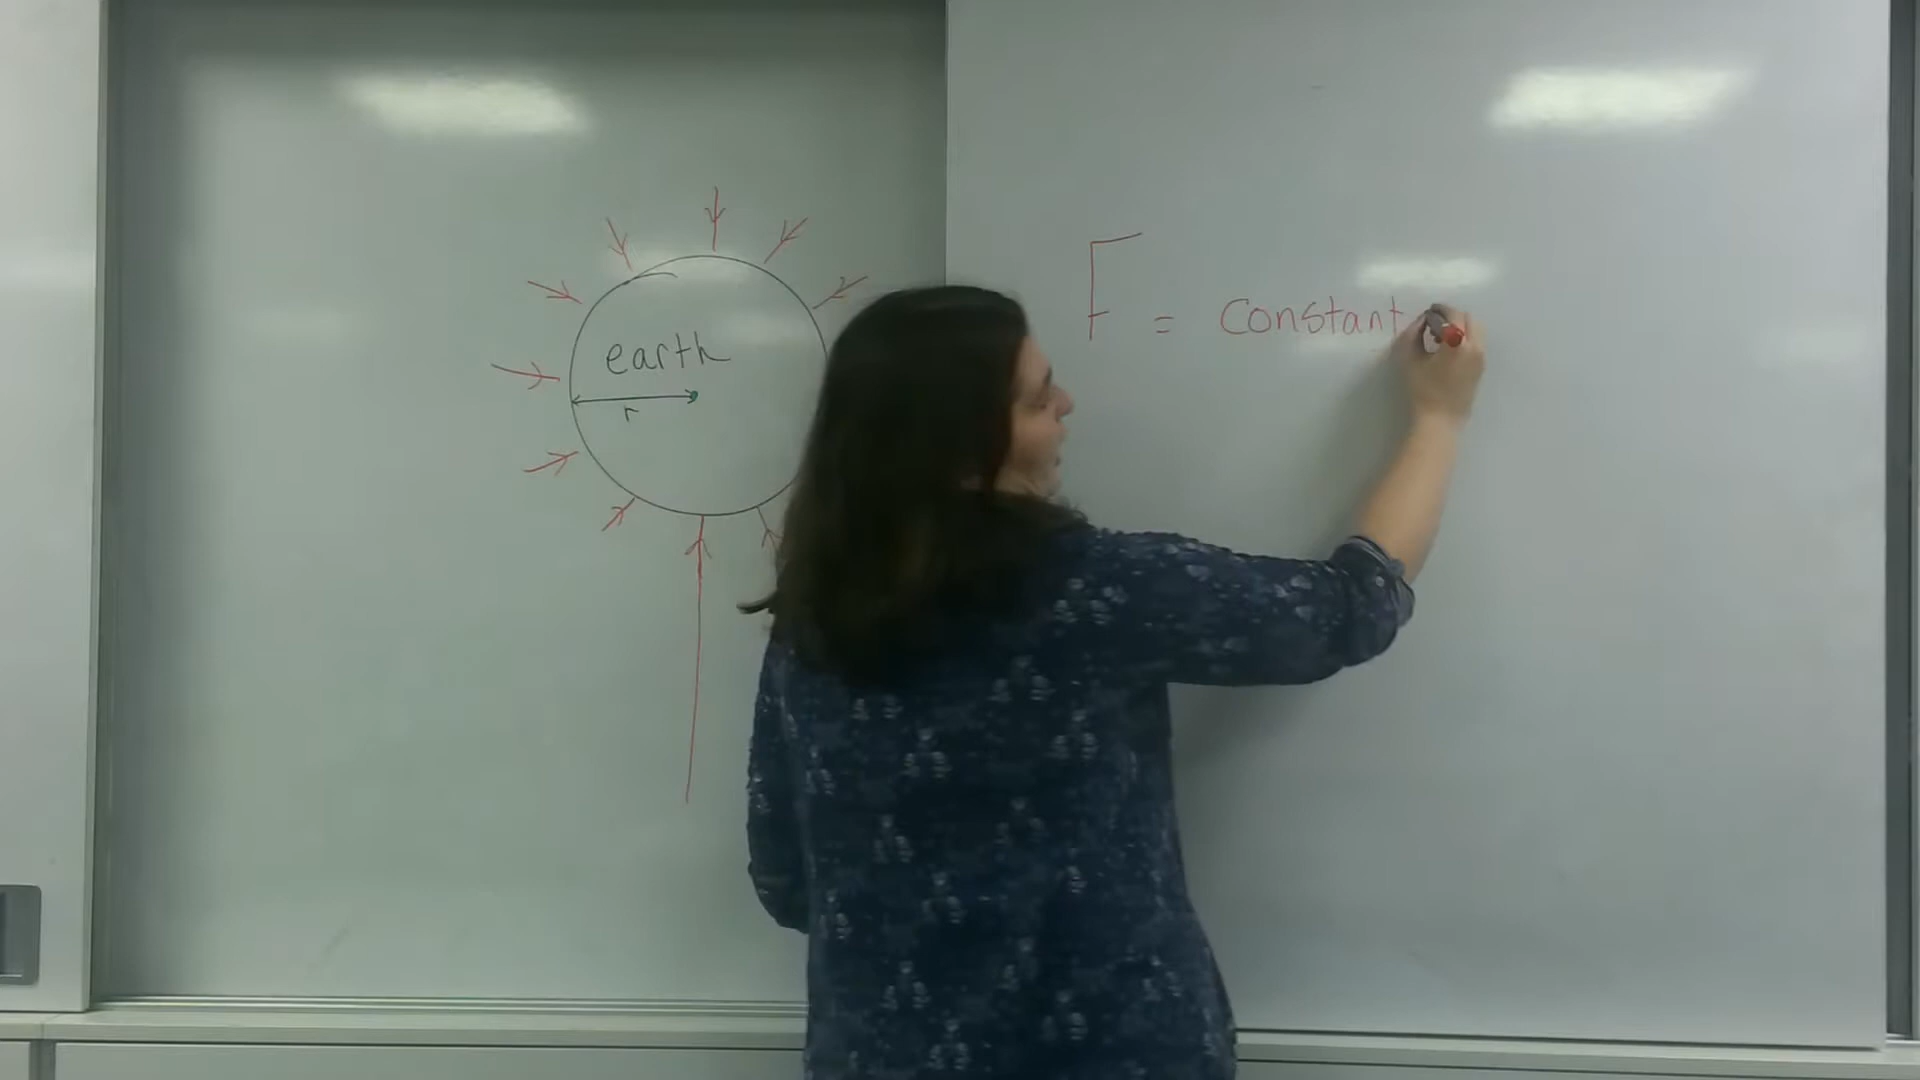 earth
r
F = constant